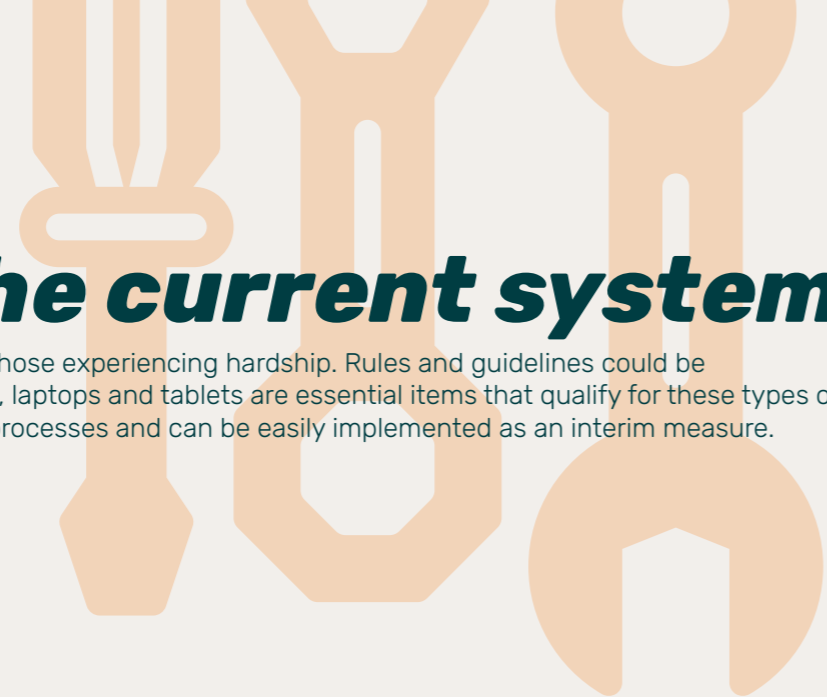 he current system
hose experiencing hardship. Rules and guidelines could be
, laptops and tablets are essential items that qualify for these types
rocesses and can be easily implemented as an interim measure.